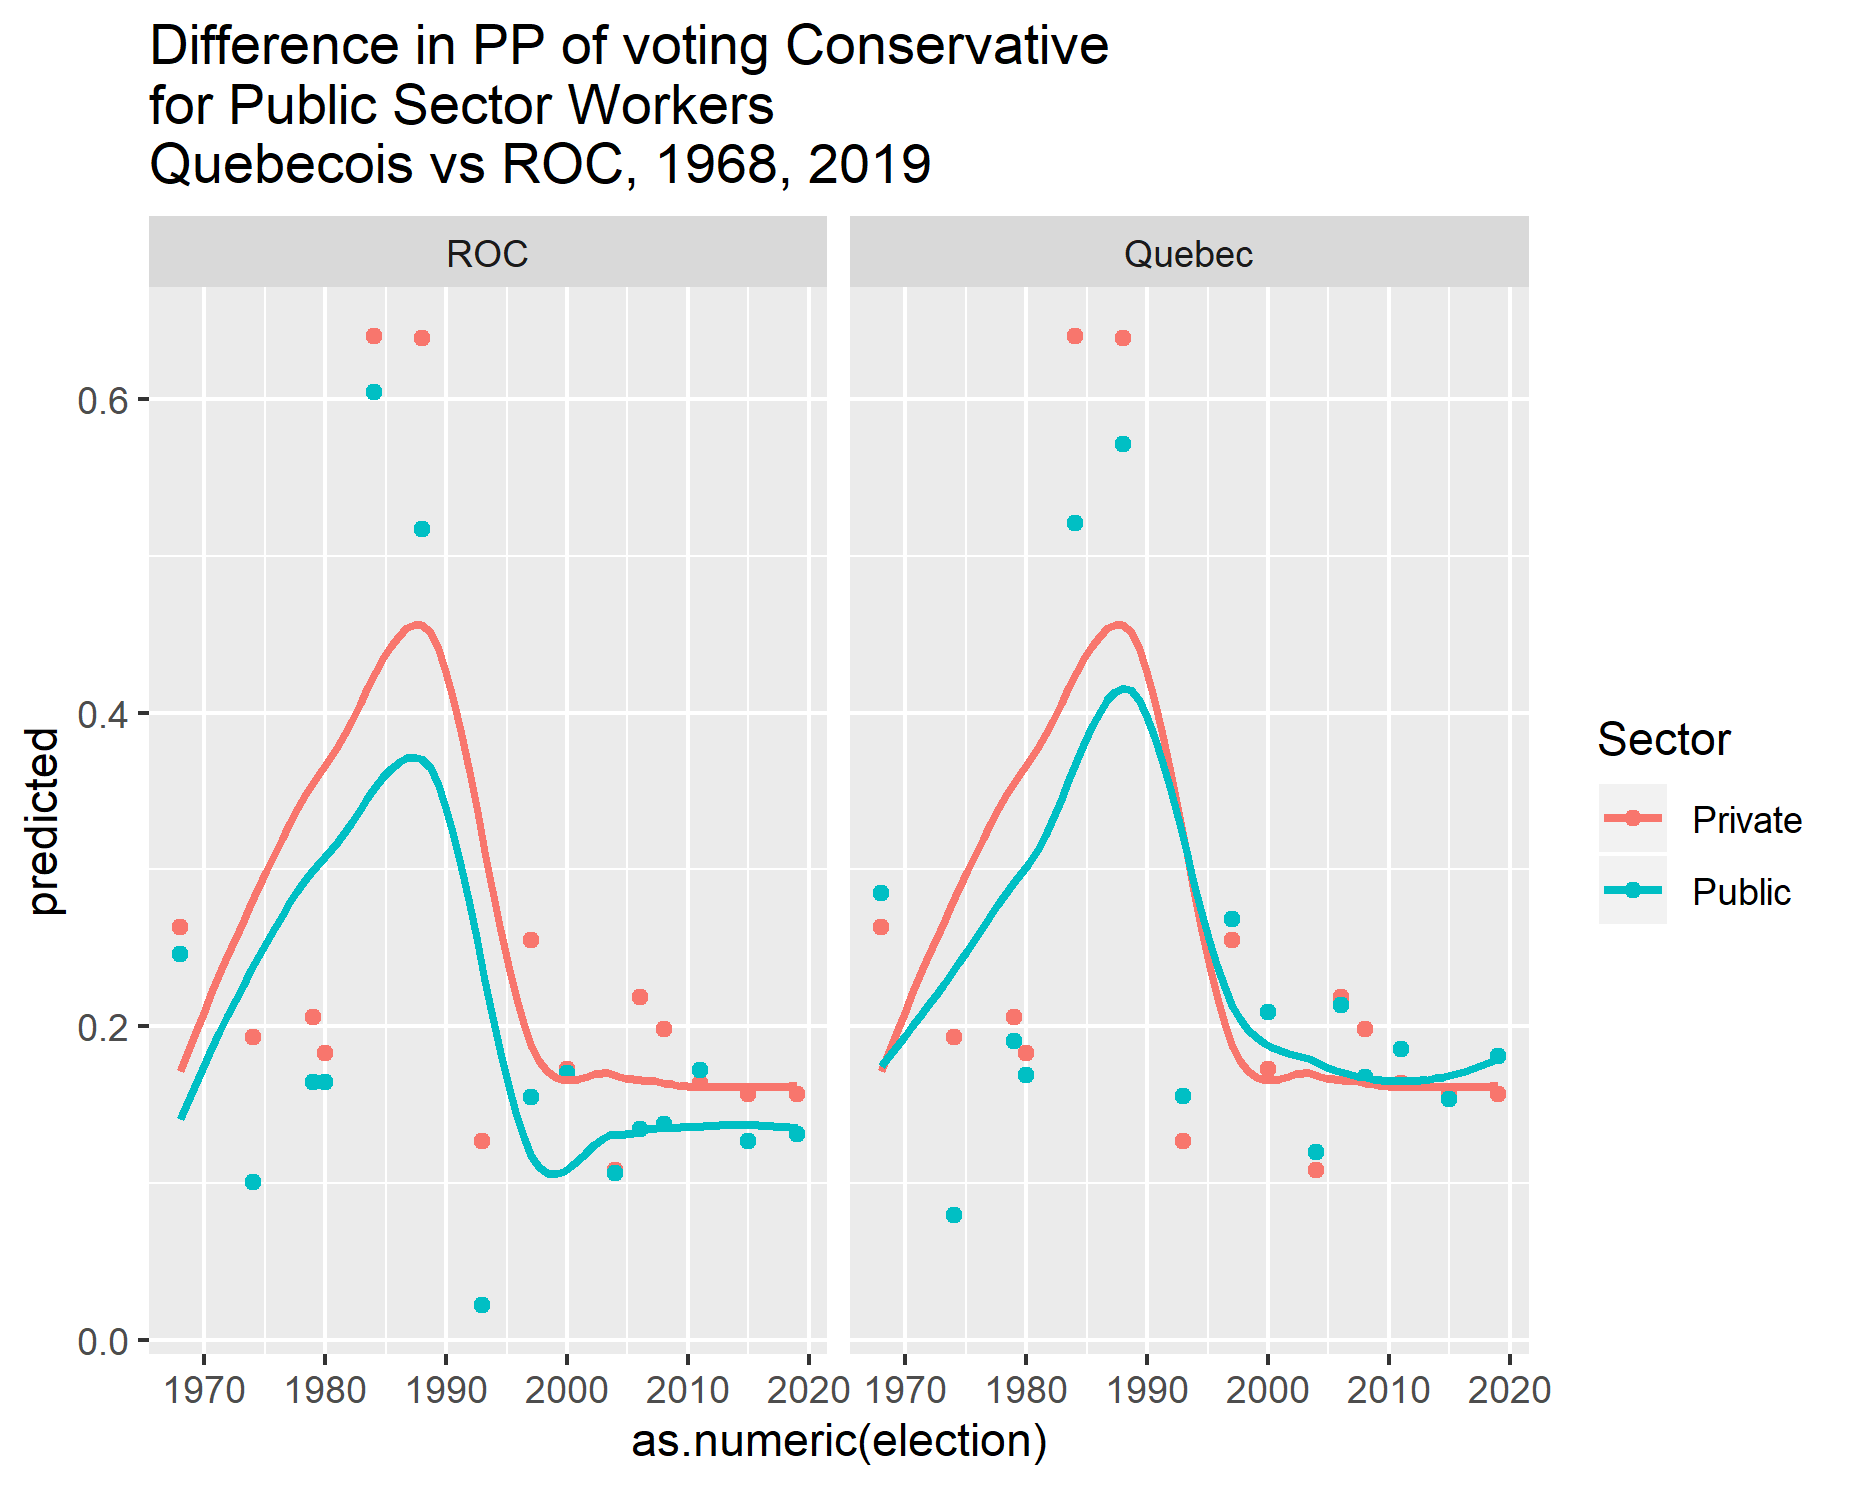 Difference in PP of voting Conservative
for Public Sector Workers
Quebecois vs ROC, 1968, 2019
ROC
Quebec
0.6
0.4
0.2
0.0
predicted
1970
1980
1990
2000
2010
2020
1970
1980
1990
2000
2010
2020
as.numeric(election)
Sector
Private
Public